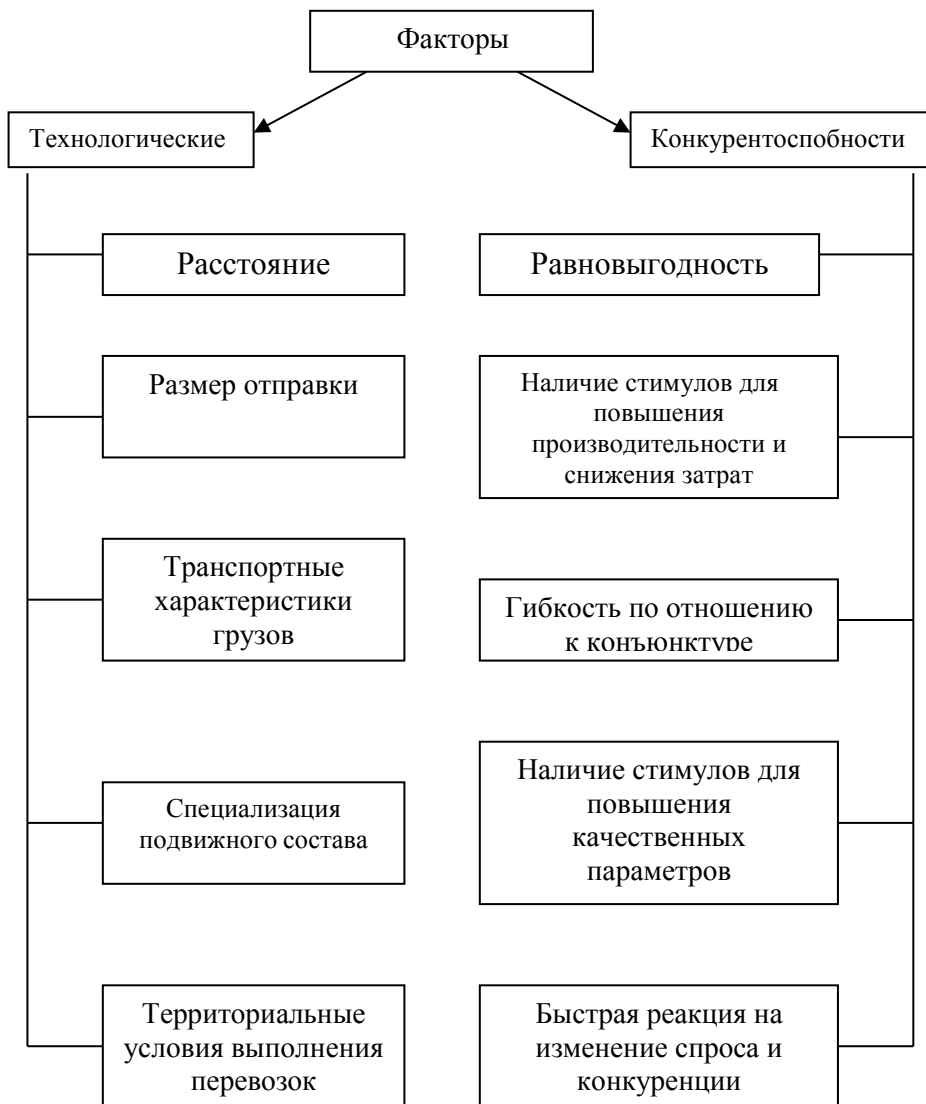 Факторы
Технологические
Конкурентоспобности
Расстояние
Равновыгодность
Размер отправки
Наличие стимулов для
повышения
производительности и
снижения затрат
Транспортные
характеристики
грузов
Гибкость по отношению
к конъюнктуре
Специализация
подвижного состава
Наличие стимулов для
повышения
качественных
параметров
Территориальные
условия выполнения
перевозок
Быстрая реакция на
изменение спроса и
конкуренции